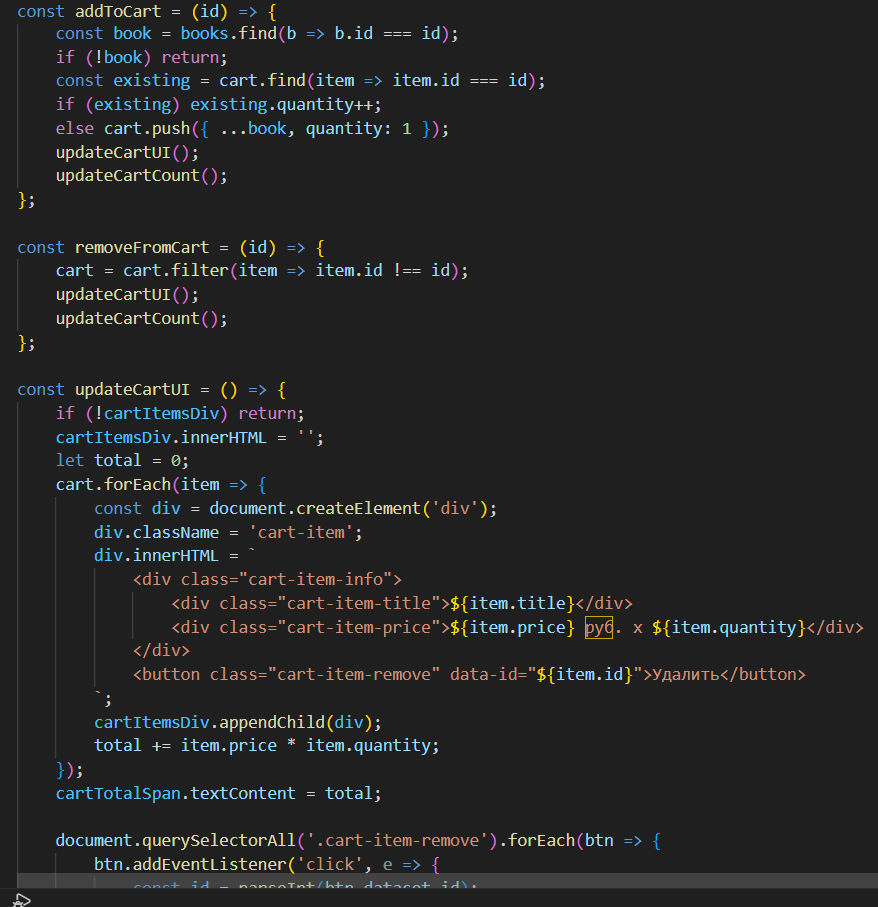 const addToCart = (id) => {
    const book = books.find(b => b.id === id);
    if (!book) return;
    const existing = cart.find(item => item.id === id);
    if (existing) existing.quantity++;
    else cart.push({ ...book, quantity: 1 });
    updateCartUI();
    updateCartCount();
};

const removeFromCart = (id) => {
    cart = cart.filter(item => item.id !== id);
    updateCartUI();
    updateCartCount();
};

const updateCartUI = () => {
    if (!cartItemsDiv) return;
    cartItemsDiv.innerHTML = '';
    let total = 0;
    cart.forEach(item => {
        const div = document.createElement('div');
        div.className = 'cart-item';
        div.innerHTML = `
            <div class="cart-item-info">
                <div class="cart-item-title">${item.title}</div>
                <div class="cart-item-price">${item.price} руб. x ${item.quantity}</div>
            </div>
            <button class="cart-item-remove" data-id="${item.id}">Удалить</button>
        `;
        cartItemsDiv.appendChild(div);
        total += item.price * item.quantity;
    });
    cartTotalSpan.textContent = total;

    document.querySelectorAll('.cart-item-remove').forEach(btn => {
        btn.addEventListener('click', e => {
            const id = parseInt(btn.dataset.id);